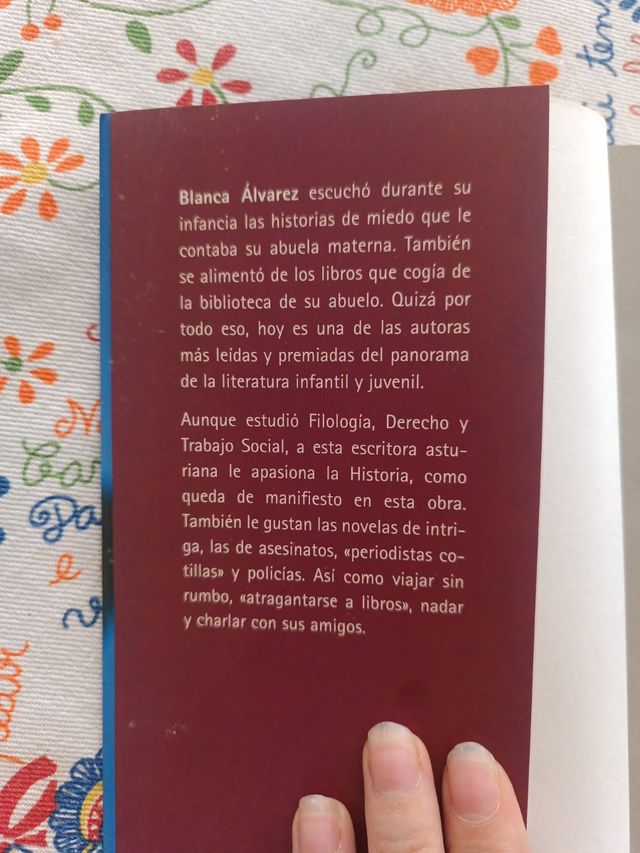 Blanca Álvarez escuchó durante su
infancia las historias de miedo que le
contaba su abuela materna. También
se alimentó de los libros que cogía de
la biblioteca de su abuelo. Quizá por
todo eso, hoy es una de las autoras
más leídas y premiadas del panorama
de la literatura infantil y juvenil.
Aunque estudió Filología, Derecho y
Trabajo Social, a esta escritora astu-
riana le apasiona la Historia, como
queda de manifiesto en esta obra.
También le gustan las novelas de intri-
ga, las de asesinatos, «periodistas co-
tillas» y policías. Así como viajar sin
rumbo, «atragantarse a libros», nadar
y charlar con sus amigos.